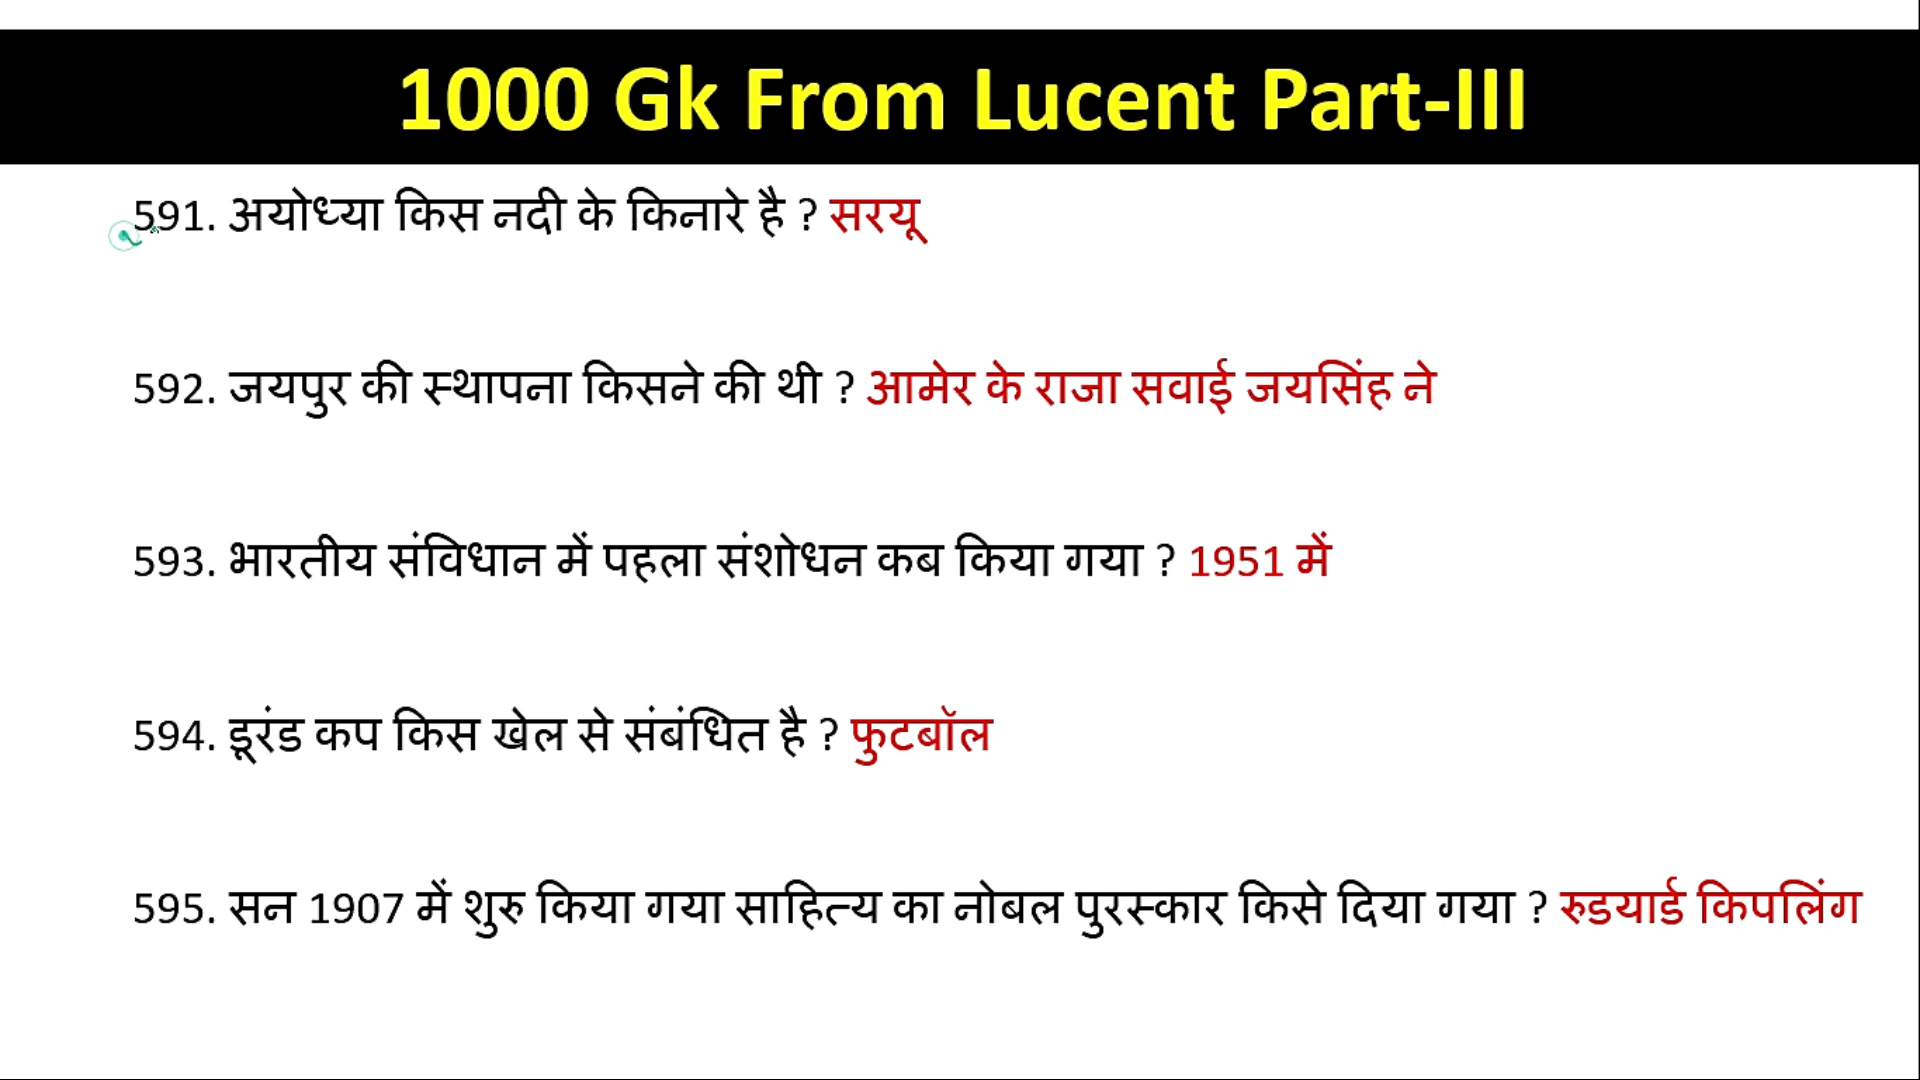 1000 Gk From Lucent Part-III
591. अयोध्या किस नदी के किनारे है ? सरयू
592. जयपुर की स्थापना किसने की थी ? आमेर के राजा सवाई जयसिंह ने
593. भारतीय संविधान में पहला संशोधन कब किया गया ? 1951 में
594. डूरंड कप किस खेल से संबंधित है ? फुटबॉल
595. सन 1907 में शुरु किया गया साहित्य का नोबल पुरस्कार किसे दिया गया ? रुडयार्ड किपलिंग